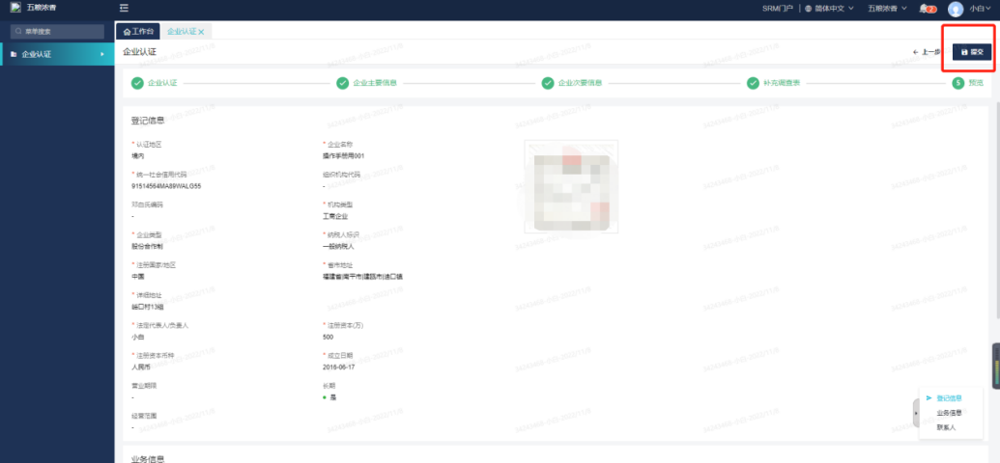 五粮浓香
SRM门户 简体中文 五粮浓香 2 小白
菜单搜索
工作台 企业认证 ×
企业认证
企业认证
← 上一步 提交
企业认证 企业主要信息 企业次要信息 补充调查表 5 预览
登记信息
* 认证地区 * 企业名称
境内 操作手册用001
* 统一社会信用代码 组织机构代码
91514564MA89WALG55 -
邓白氏编码 * 机构类型
- 工商企业
* 企业类型 * 纳税人标识
股份合作制 一般纳税人
* 注册国家/地区 * 省市地址
中国 福建省|南平市|建瓯市|迪口镇
* 详细地址
* 法定代表人/负责人 * 注册资本(万)
小白 500
* 注册资本币种 * 成立日期
人民币 2016-06-17
营业期限 长期
- 是
经营范围
-
登记信息
业务信息
联系人
业务信息